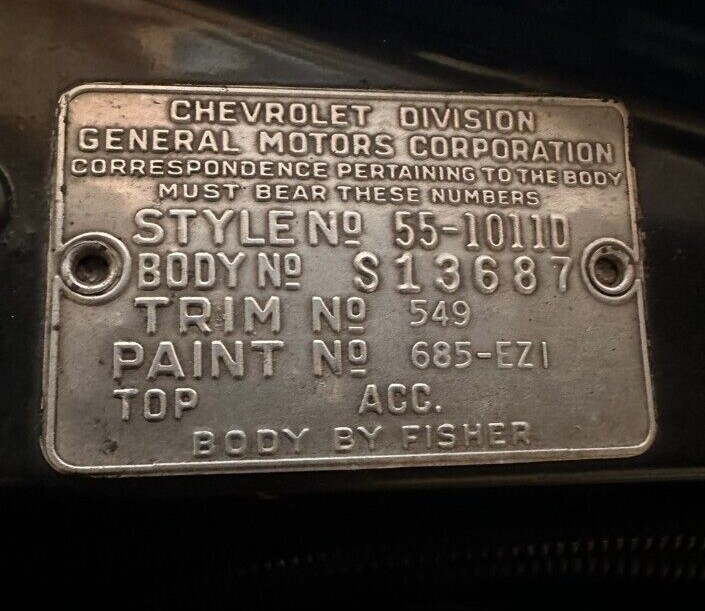 CHEVROLET DIVISION
GENERAL MOTORS CORPORATION
CORRESPONDENCE PERTAINING TO THE BODY
MUST BEAR THESE NUMBERS
STYLE Nº 55-1011D
BODY Nº S13687
TRIM Nº 549
PAINT Nº 685-EZ1
TOP ACC.
BODY BY FISHER